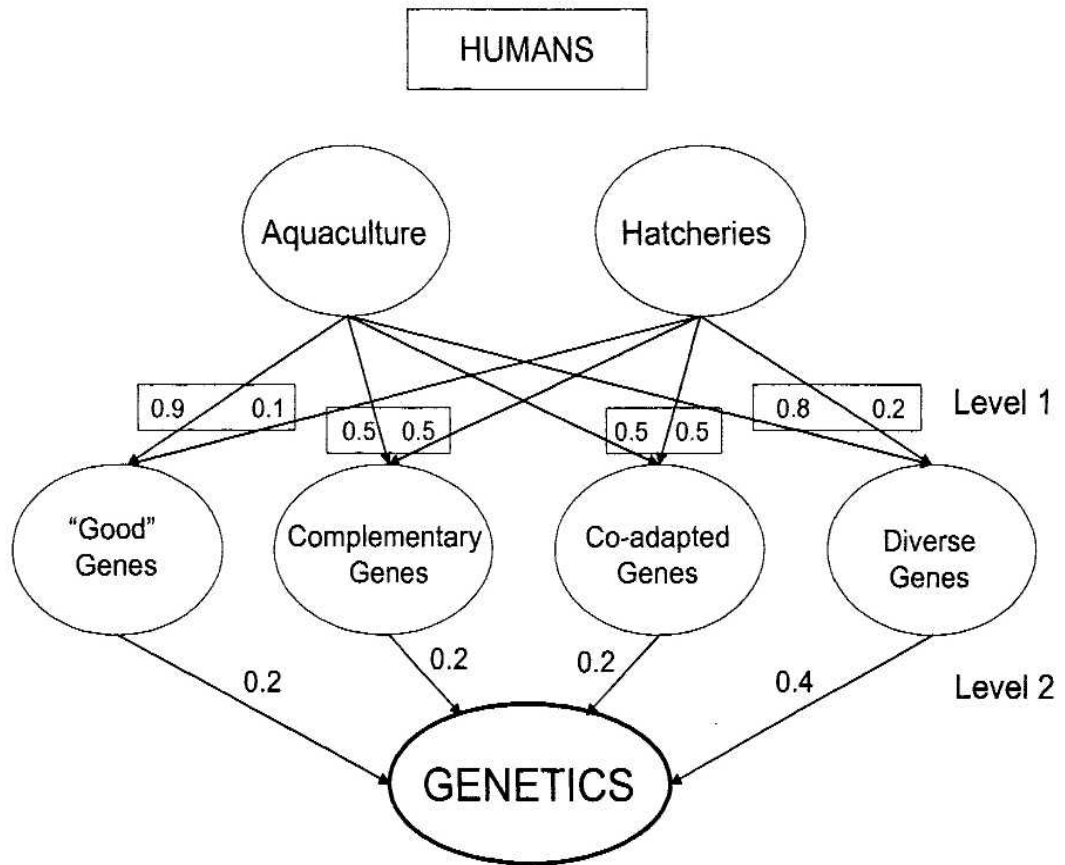 HUMANS
Aquaculture
Hatcheries
0.9 0.1
0.5 0.5
0.5 0.5
0.8 0.2
Level 1
“Good”
Genes
Complementary
Genes
Co-adapted
Genes
Diverse
Genes
0.2
0.2
0.2
0.4
Level 2
GENETICS